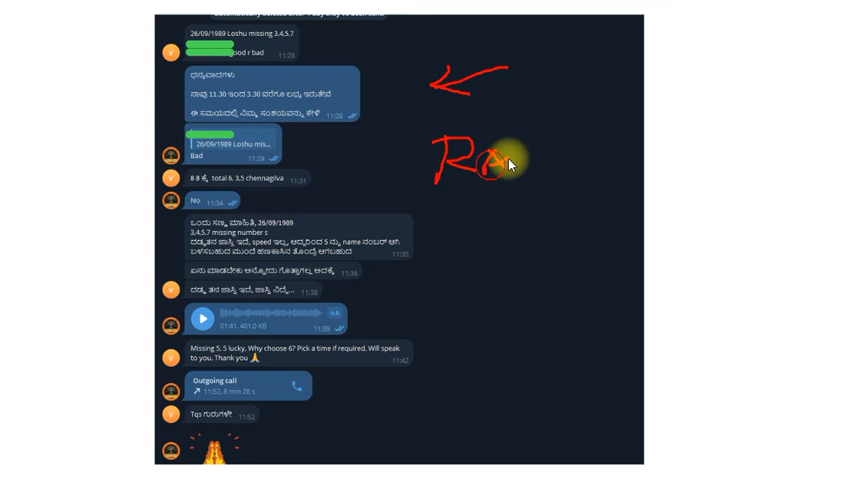 26/09/1989 Loshu missing 3,4,5,7
ood r bad
11:28
ಧನ್ಯವಾದಗಳು
ನಾವು 11.30 ಇಂದ 3.30 ವರೆಗೂ ಲಭ್ಯ ಇರುತೇವೆ
ಈ ಸಮಯದಲ್ಲಿ ನಿಮ್ಮ ಸಂಶಯವನ್ನು ಕೇಳಿ
11:28
26/09/1989 Loshu mis...
Bad
11:29
8 8 ಕ್ಕೆ total 6, 3,5 chennagilva
11:31
No
11:34
ಒಂದು ಸಣ್ಣ ಮಾಹಿತಿ, 26/09/1989
3,4,5,7 missing number s
ದಡ್ಡತನ ಜಾಸ್ತಿ ಇದೆ, speed ಇಲ್ಲ, ಆದ್ದರಿಂದ 5 ನ್ನು name ನಂಬರ್ ಆಗಿ
ಬಳಸಬಹುದ ಮುಂದೆ ಹಣಕಾಸಿನ ತೊಂದ್ರೆ ಆಗಬಹುದ
11:35
ಏನು ಮಾಡಬೇಕು ಅನ್ನೋದು ಗೊತ್ತಾಗಲ್ಲ ಅದಕ್ಕೆ
11:36
ದಡ್ಡ ತನ ಜಾಸ್ತಿ ಇದೆ, ಜಾಸ್ತಿ ನಿದ್ದೆ...
11:38
01:41, 401.0 KB
11:39
Missing 5, 5 lucky, Why choose 6? Pick a time if required, Will speak
to you, Thank you 🙏
11:42
Outgoing call
11:52, 8 min 28 s
Tqs ಗುರುಗಳೇ
11:52
RA